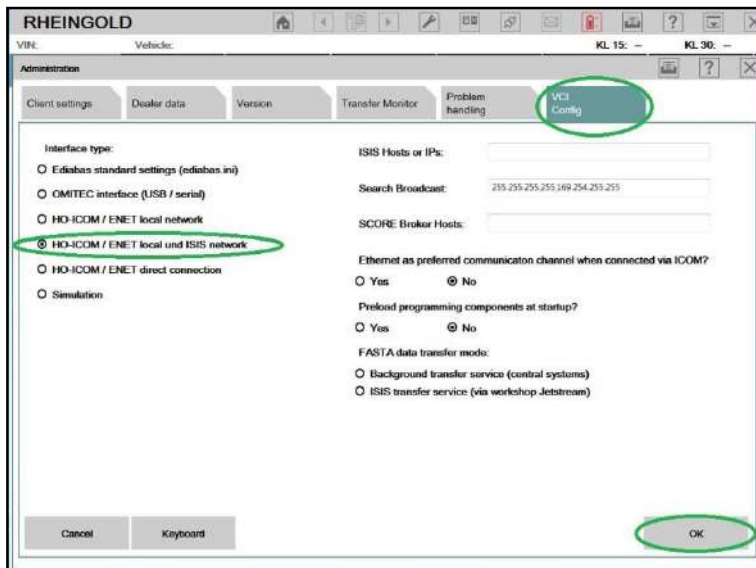 RHEINGOLD
VIN: Vehicle: KL 15: – KL 30: –
Administration
Client settings
Dealer data
Version
Transfer Monitor
Problem handling
VCI Config
Interface type:
Ediabas standard settings (ediabas.ini)
OMITEC interface (USB / serial)
HO-ICOM / ENET local network
HO-ICOM / ENET local und ISIS network
HO-ICOM / ENET direct connection
Simulation
ISIS Hosts or IPs:
Search Broadcast: 255.255.255.255,169.254.255.255
SCORE Broker Hosts:
Ethernet as preferred communicaton channel when connected via ICOM?
Yes No
Preload programming components at startup?
Yes No
FASTA data transfer mode:
Background transfer service (central systems)
ISIS transfer service (via workshop Jetstream)
Cancel Keyboard OK